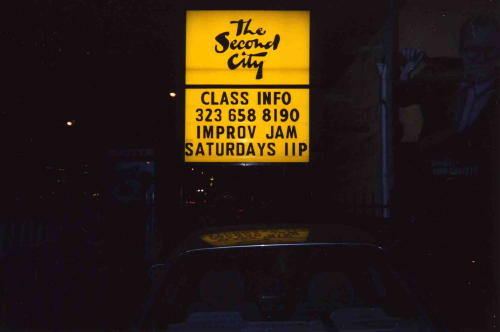 The
Second
City
CLASS INFO
323 658 8190
IMPROV JAM
SATURDAYS 11P